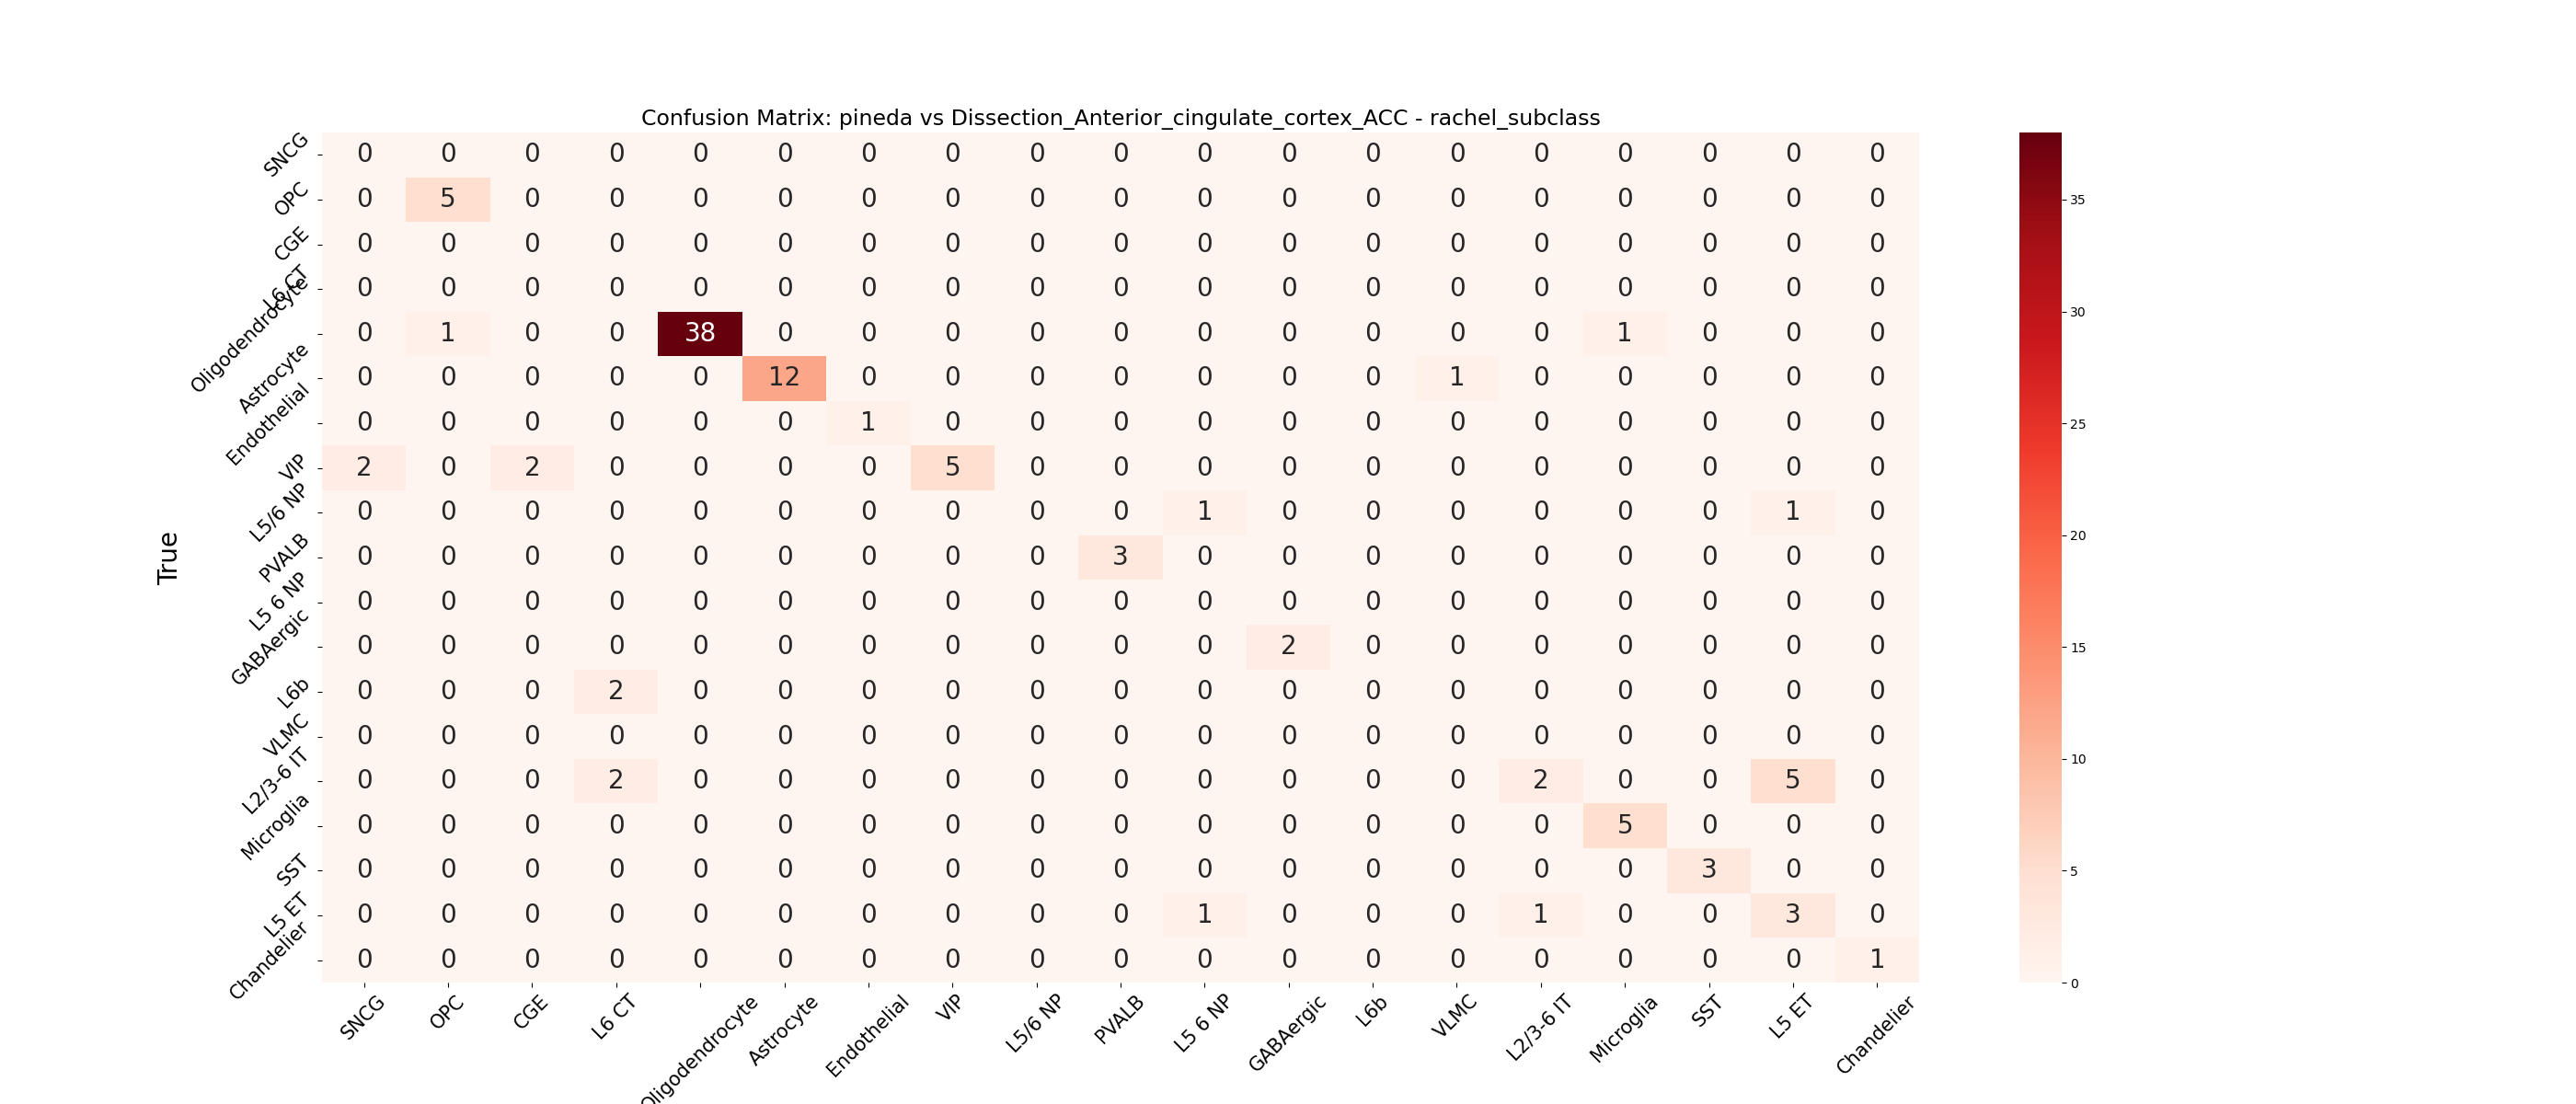 Confusion Matrix: pineda vs Dissection_Anterior_cingulate_cortex_ACC - rachel_subclass
True
SNCG 0 0 0 0 0 0 0 0 0 0 0 0 0 0 0 0 0 0 0
OPC 0 5 0 0 0 0 0 0 0 0 0 0 0 0 0 0 0 0 0
CGE 0 0 0 0 0 0 0 0 0 0 0 0 0 0 0 0 0 0 0
L6 CT 0 0 0 0 0 0 0 0 0 0 0 0 0 0 0 0 0 0 0
Oligodendrocyte 0 1 0 0 38 0 0 0 0 0 0 0 0 0 0 1 0 0 0
Astrocyte 0 0 0 0 0 12 0 0 0 0 0 0 0 1 0 0 0 0 0
Endothelial 0 0 0 0 0 0 1 0 0 0 0 0 0 0 0 0 0 0 0
VIP 2 0 2 0 0 0 0 5 0 0 0 0 0 0 0 0 0 0 0
L5/6 NP 0 0 0 0 0 0 0 0 0 0 1 0 0 0 0 0 0 1 0
PVALB 0 0 0 0 0 0 0 0 0 3 0 0 0 0 0 0 0 0 0
L5 6 NP 0 0 0 0 0 0 0 0 0 0 0 0 0 0 0 0 0 0 0
GABAergic 0 0 0 0 0 0 0 0 0 0 0 2 0 0 0 0 0 0 0
L6b 0 0 0 2 0 0 0 0 0 0 0 0 0 0 0 0 0 0 0
VLMC 0 0 0 0 0 0 0 0 0 0 0 0 0 0 0 0 0 0 0
L2/3-6 IT 0 0 0 2 0 0 0 0 0 0 0 0 0 0 2 0 0 5 0
Microglia 0 0 0 0 0 0 0 0 0 0 0 0 0 0 0 5 0 0 0
SST 0 0 0 0 0 0 0 0 0 0 0 0 0 0 0 0 3 0 0
L5 ET 0 0 0 0 0 0 0 0 0 0 1 0 0 0 1 0 0 3 0
Chandelier 0 0 0 0 0 0 0 0 0 0 0 0 0 0 0 0 0 0 1
SNCG OPC CGE L6 CT Oligodendrocyte Astrocyte Endothelial VIP L5/6 NP PVALB L5 6 NP GABAergic L6b VLMC L2/3-6 IT Microglia SST L5 ET Chandelier
35
30
25
20
15
10
5
0